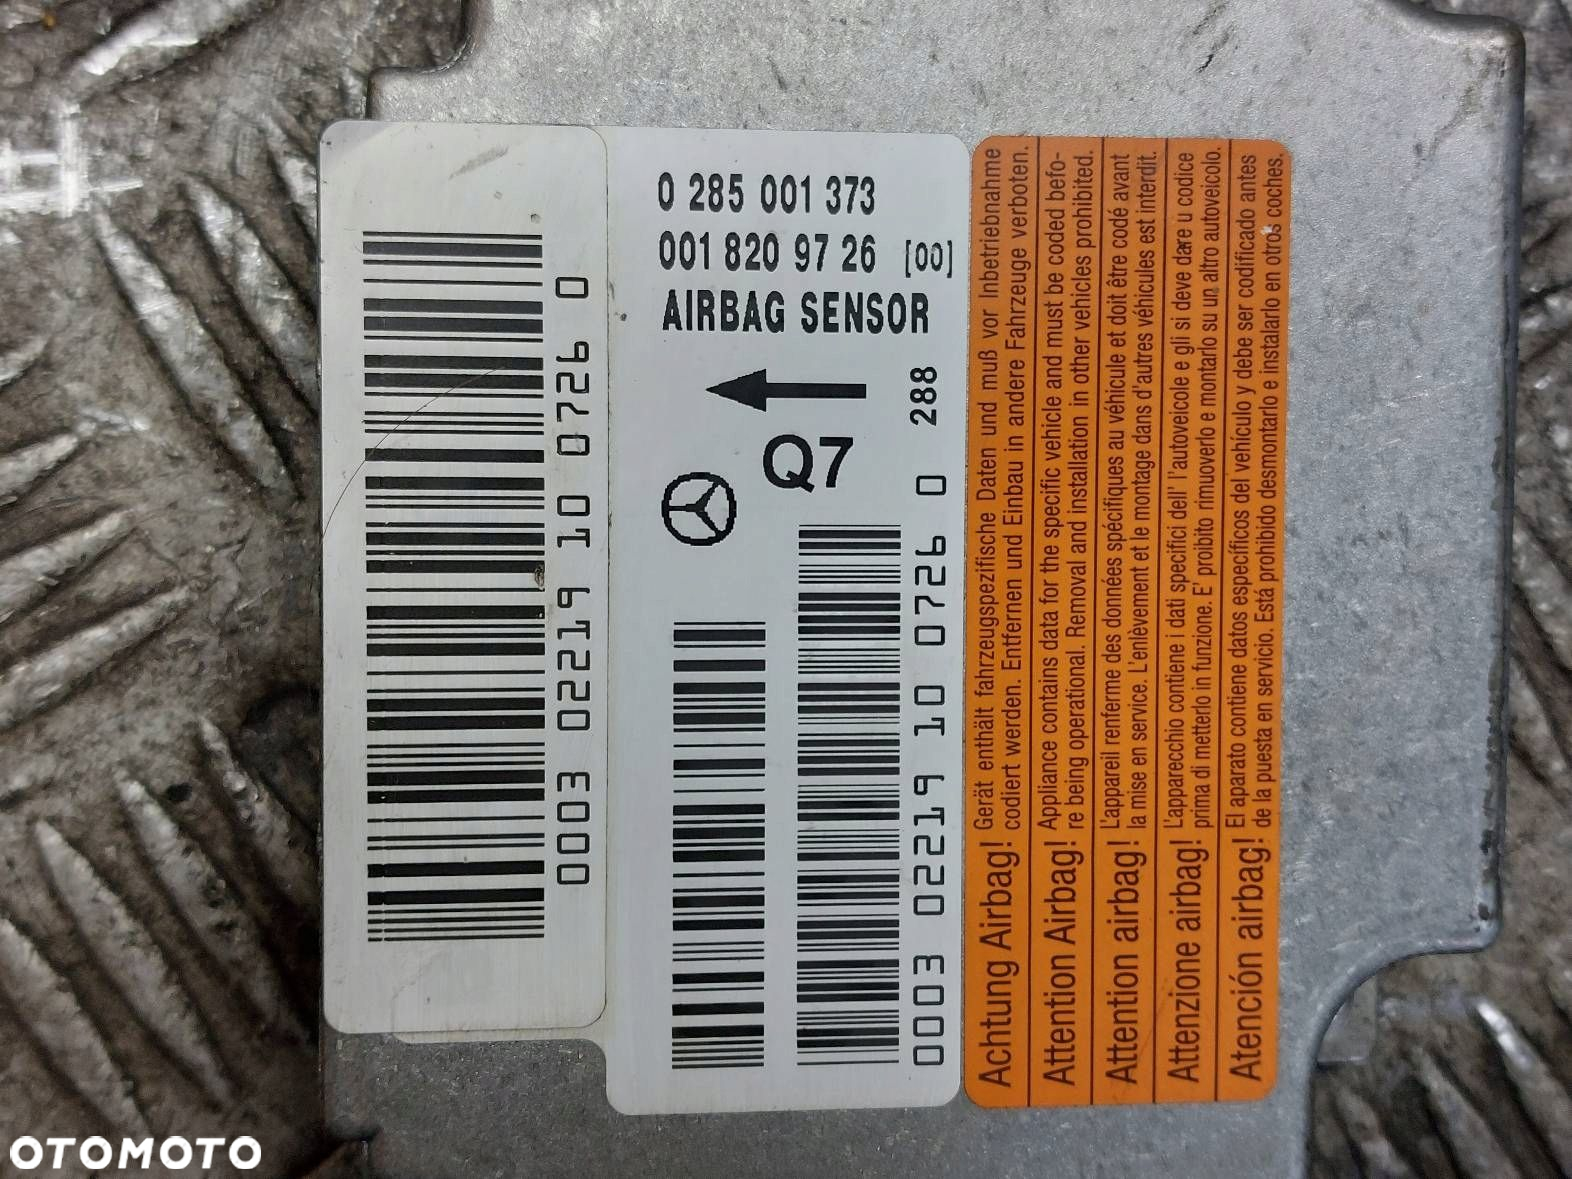 0003 0219 10 0726 0
0 285 001 373
001 820 97 26 [00]
AIRBAG SENSOR
Q7
288
0003 0219 10 0726 0
Achtung Airbag! Gerät enthält fahrzeugspezifische Daten und muß vor Inbetriebnahme
codiert werden. Entfernen und Einbau in andere Fahrzeuge verboten.
Attention Airbag! Appliance contains data for the specific vehicle and must be coded befo-
re being operational. Removal and installation in other vehicles prohibited.
Attention airbag! L'appareil renferme des données spécifiques au véhicule et doit être codé avant
la mise en service. L'enlèvement et le montage dans d'autres véhicules est interdit.
Attenzione airbag! L'apparecchio contiene i dati specifici dell' l'autoveicole e gli si deve dare u codice
prima di metterlo in funzione. E' proibito rimuoverlo e montarlo su un altro autoveicolo.
Atención airbag! El aparato contiene datos específicos del vehículo y debe ser codificado antes
de la puesta en servicio. Está prohibido desmontarlo e instalarlo en otros coches.
OTOMOTO